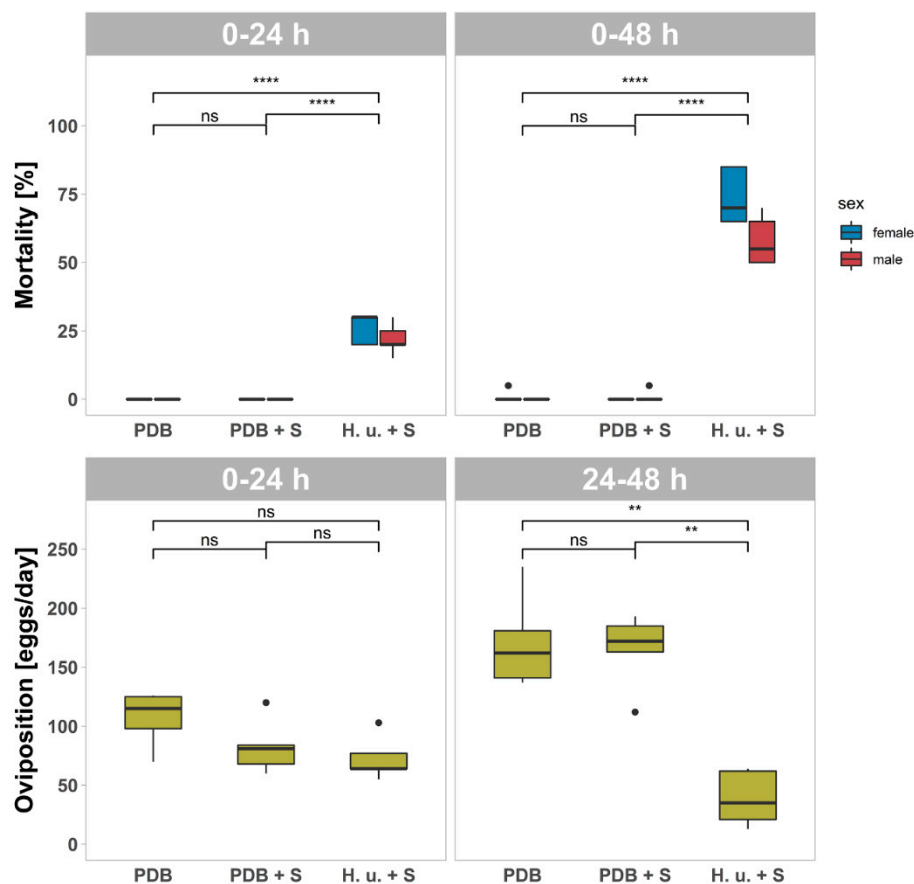 0-24 h
0-48 h
****
****
ns
****
ns
****
100
75
50
25
0
Mortality [%]
sex
female
male
PDB
PDB + S
H. u. + S
PDB
PDB + S
H. u. + S
0-24 h
24-48 h
ns
**
ns
ns
ns
**
250
200
150
100
50
0
Oviposition [eggs/day]
PDB
PDB + S
H. u. + S
PDB
PDB + S
H. u. + S